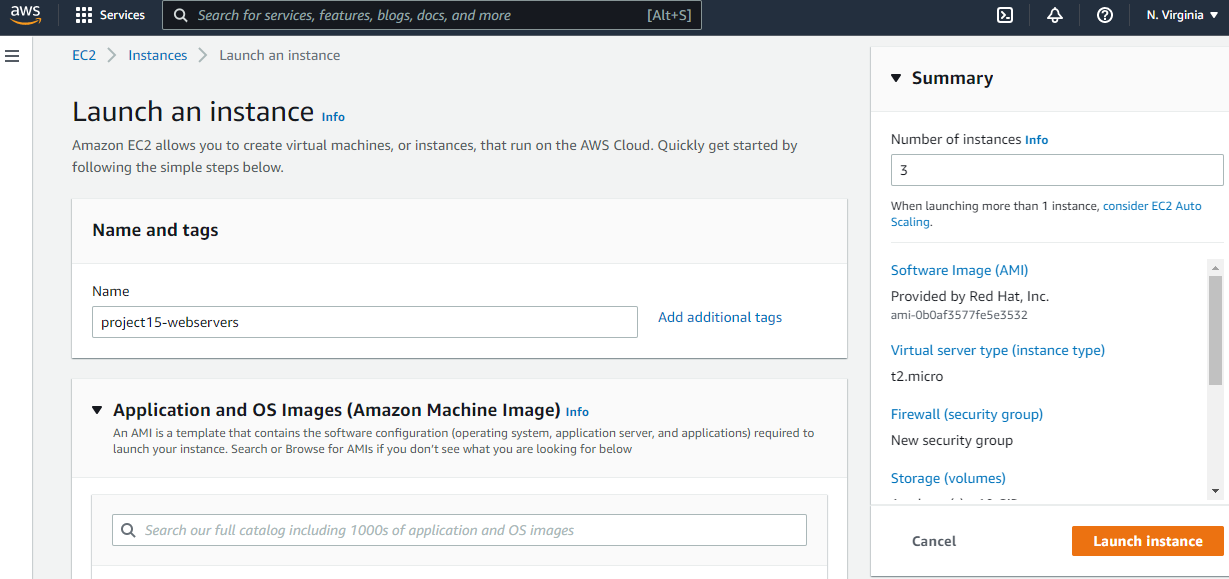 aws
Services
Search for services, features, blogs, docs, and more
[Alt+S]
N. Virginia
EC2
Instances
Launch an instance
Launch an instance Info
Amazon EC2 allows you to create virtual machines, or instances, that run on the AWS Cloud. Quickly get started by
following the simple steps below.
Name and tags
Name
project15-webservers
Add additional tags
Application and OS Images (Amazon Machine Image) Info
An AMI is a template that contains the software configuration (operating system, application server, and applications) required to
launch your instance. Search or Browse for AMIs if you don't see what you are looking for below
Search our full catalog including 1000s of application and OS images
Summary
Number of instances Info
3
When launching more than 1 instance, consider EC2 Auto
Scaling.
Software Image (AMI)
Provided by Red Hat, Inc.
ami-0b0af3577fe5e3532
Virtual server type (instance type)
t2.micro
Firewall (security group)
New security group
Storage (volumes)
Cancel
Launch instance